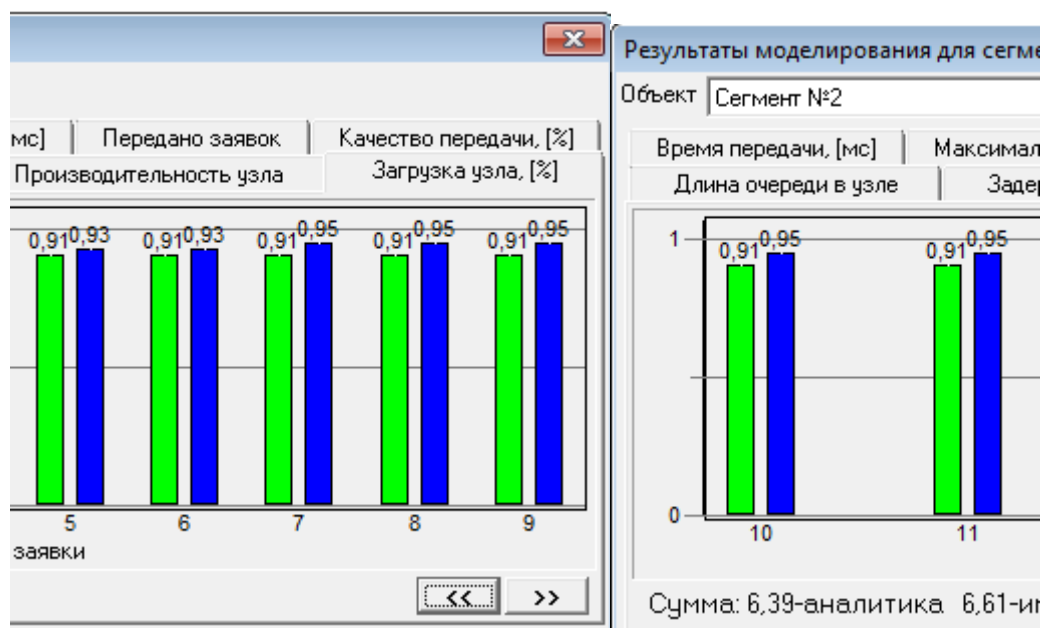 мс]
Передано заявок
Качество передачи, [%]
Производительность узла
Загрузка узла, [%]
0,91 0,93 0,91 0,93 0,91 0,95 0,91 0,95 0,91 0,95
5 6 7 8 9
заявки
<< >>
Результаты моделирования для сегме
Объект Сегмент №2
Время передачи, [мс]
Максимал
Длина очереди в узле
Задер
1
0,91 0,95 0,91 0,95
0
10 11
Сумма: 6,39-аналитика 6,61-и